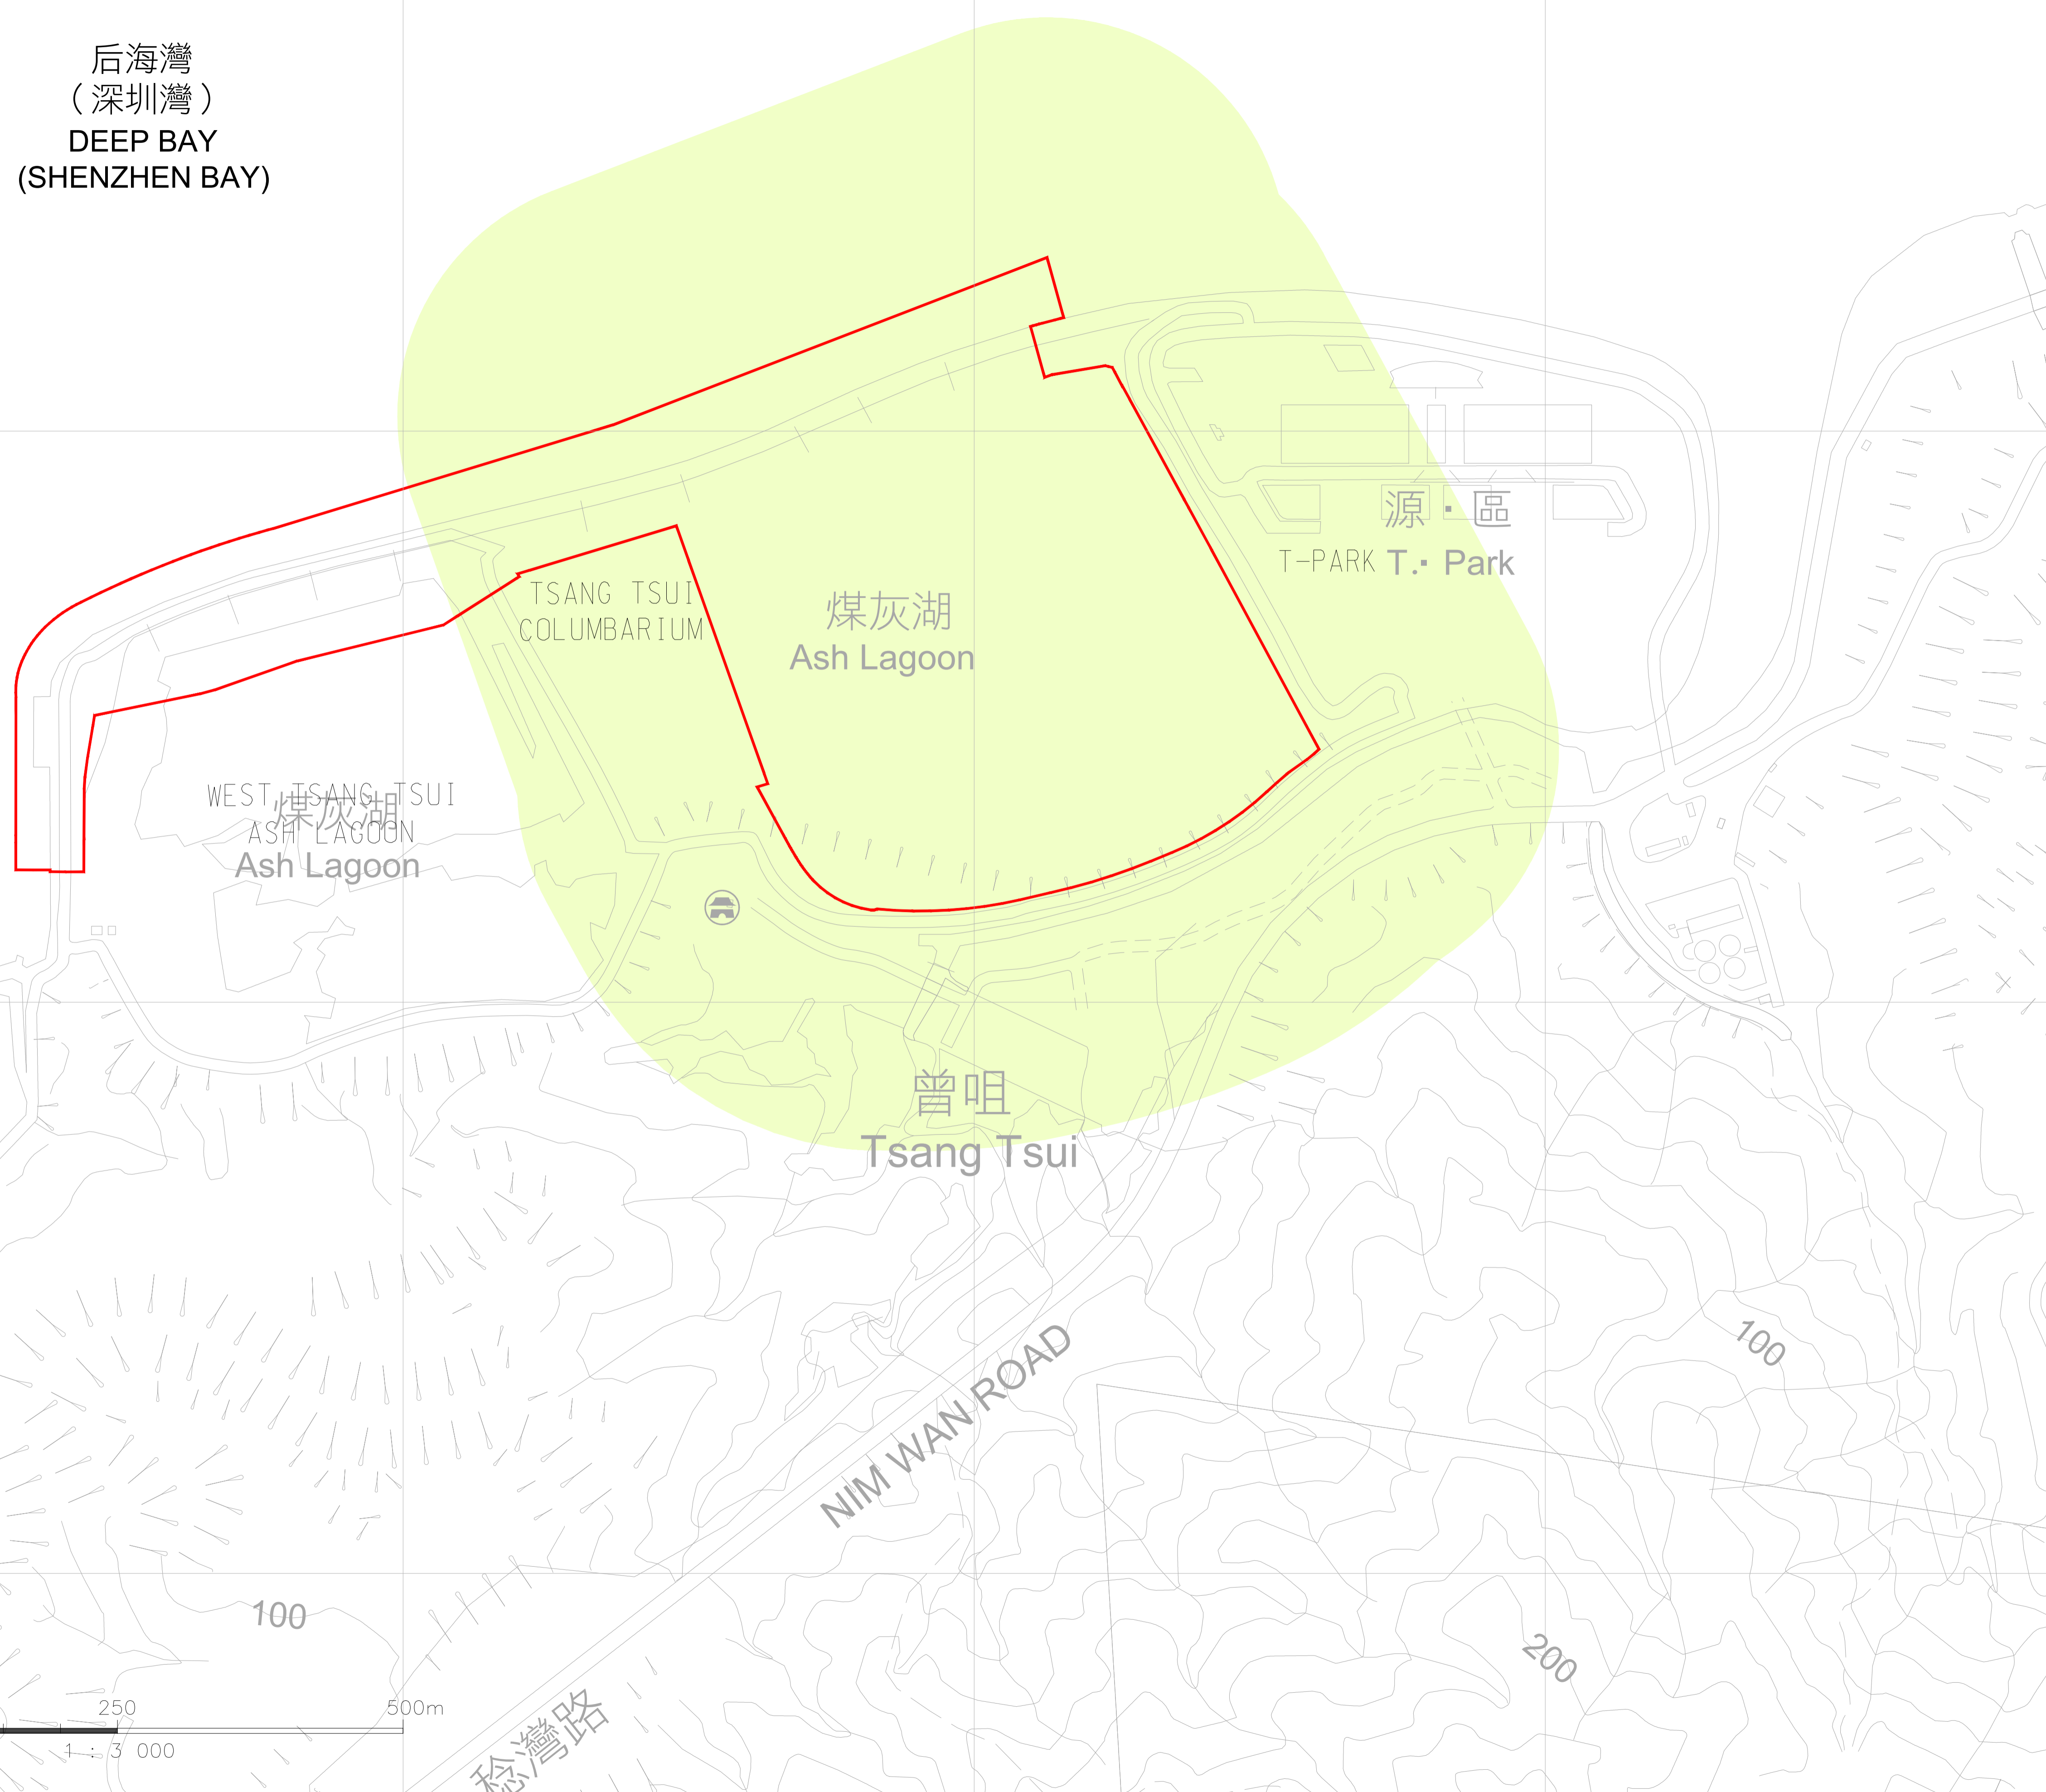 后海灣
（深圳灣）
DEEP BAY
(SHENZHEN BAY)
源・區
T-PARK
T・Park
TSANG TSUI
COLUMBARIUM
煤灰湖
Ash Lagoon
WEST TSANG TSUI
ASH LAGOON
煤灰湖
Ash Lagoon
曾咀
Tsang Tsui
NIM WAN ROAD
100
100
200
稔灣路
250
500m
1 : 3 000